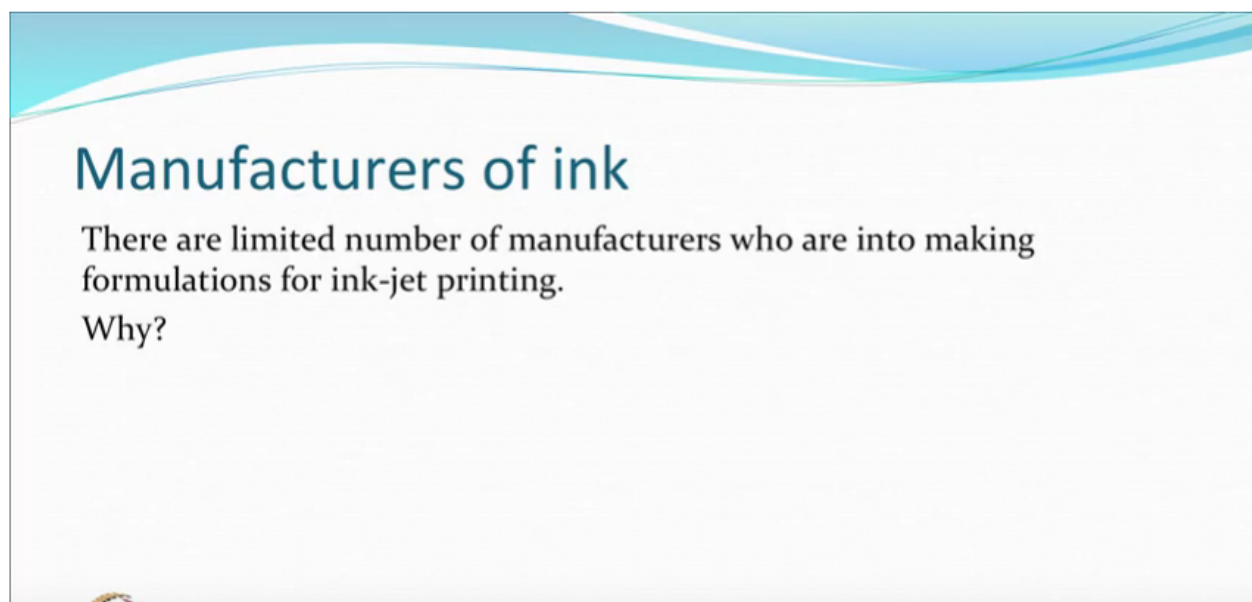 Manufacturers of ink
There are limited number of manufacturers who are into making
formulations for ink-jet printing.
Why?